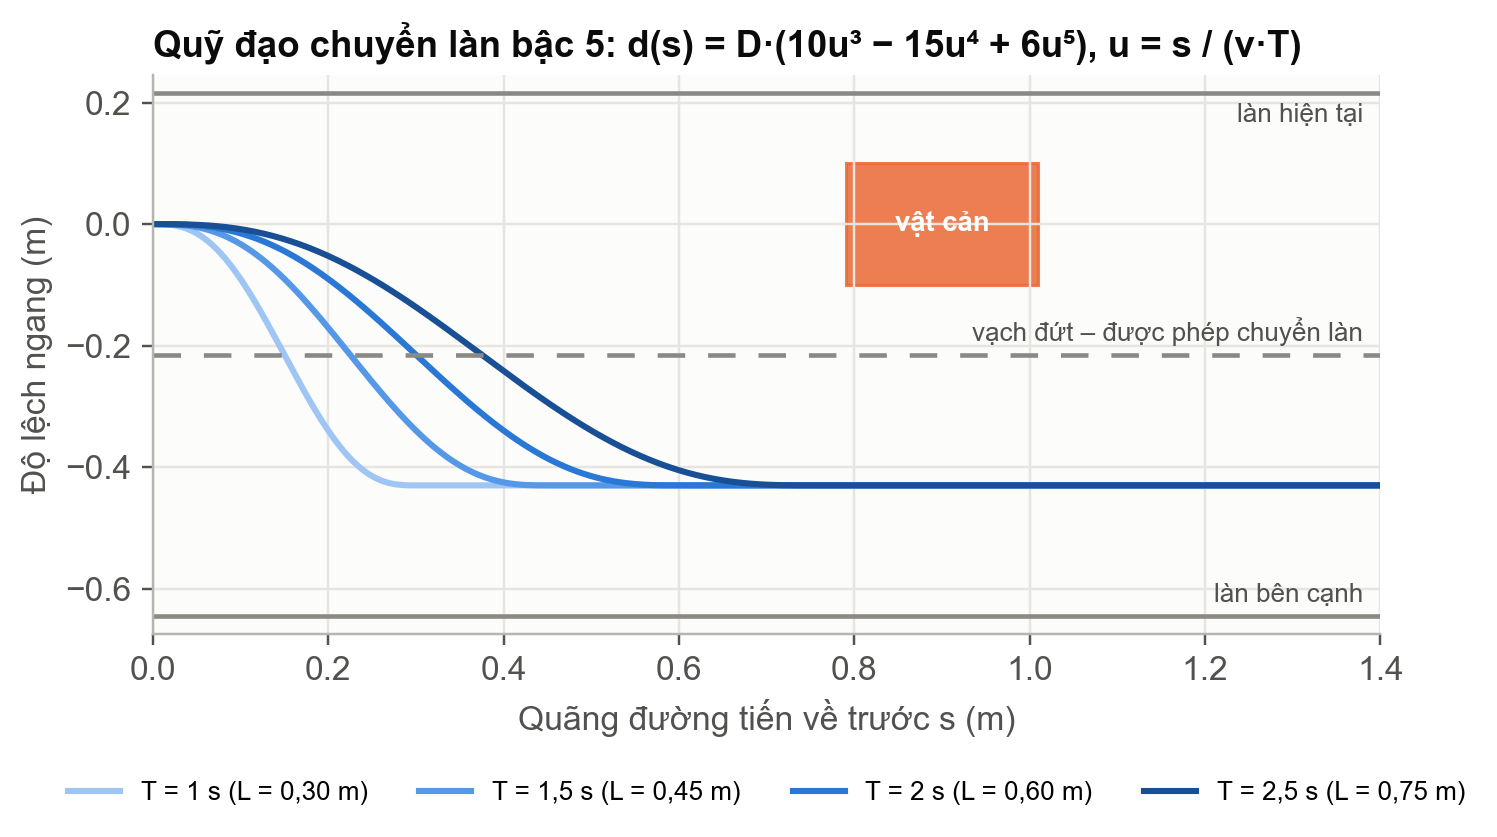 Quỹ đạo chuyển làn bậc 5: d(s) = D·(10u³ − 15u⁴ + 6u⁵), u = s / (v·T)
Độ lệch ngang (m)
0.2
0.0
−0.2
−0.4
−0.6
làn hiện tại
vật cản
vạch đứt – được phép chuyển làn
làn bên cạnh
0.0 0.2 0.4 0.6 0.8 1.0 1.2 1.4
Quãng đường tiến về trước s (m)
T = 1 s (L = 0,30 m) T = 1,5 s (L = 0,45 m) T = 2 s (L = 0,60 m) T = 2,5 s (L = 0,75 m)